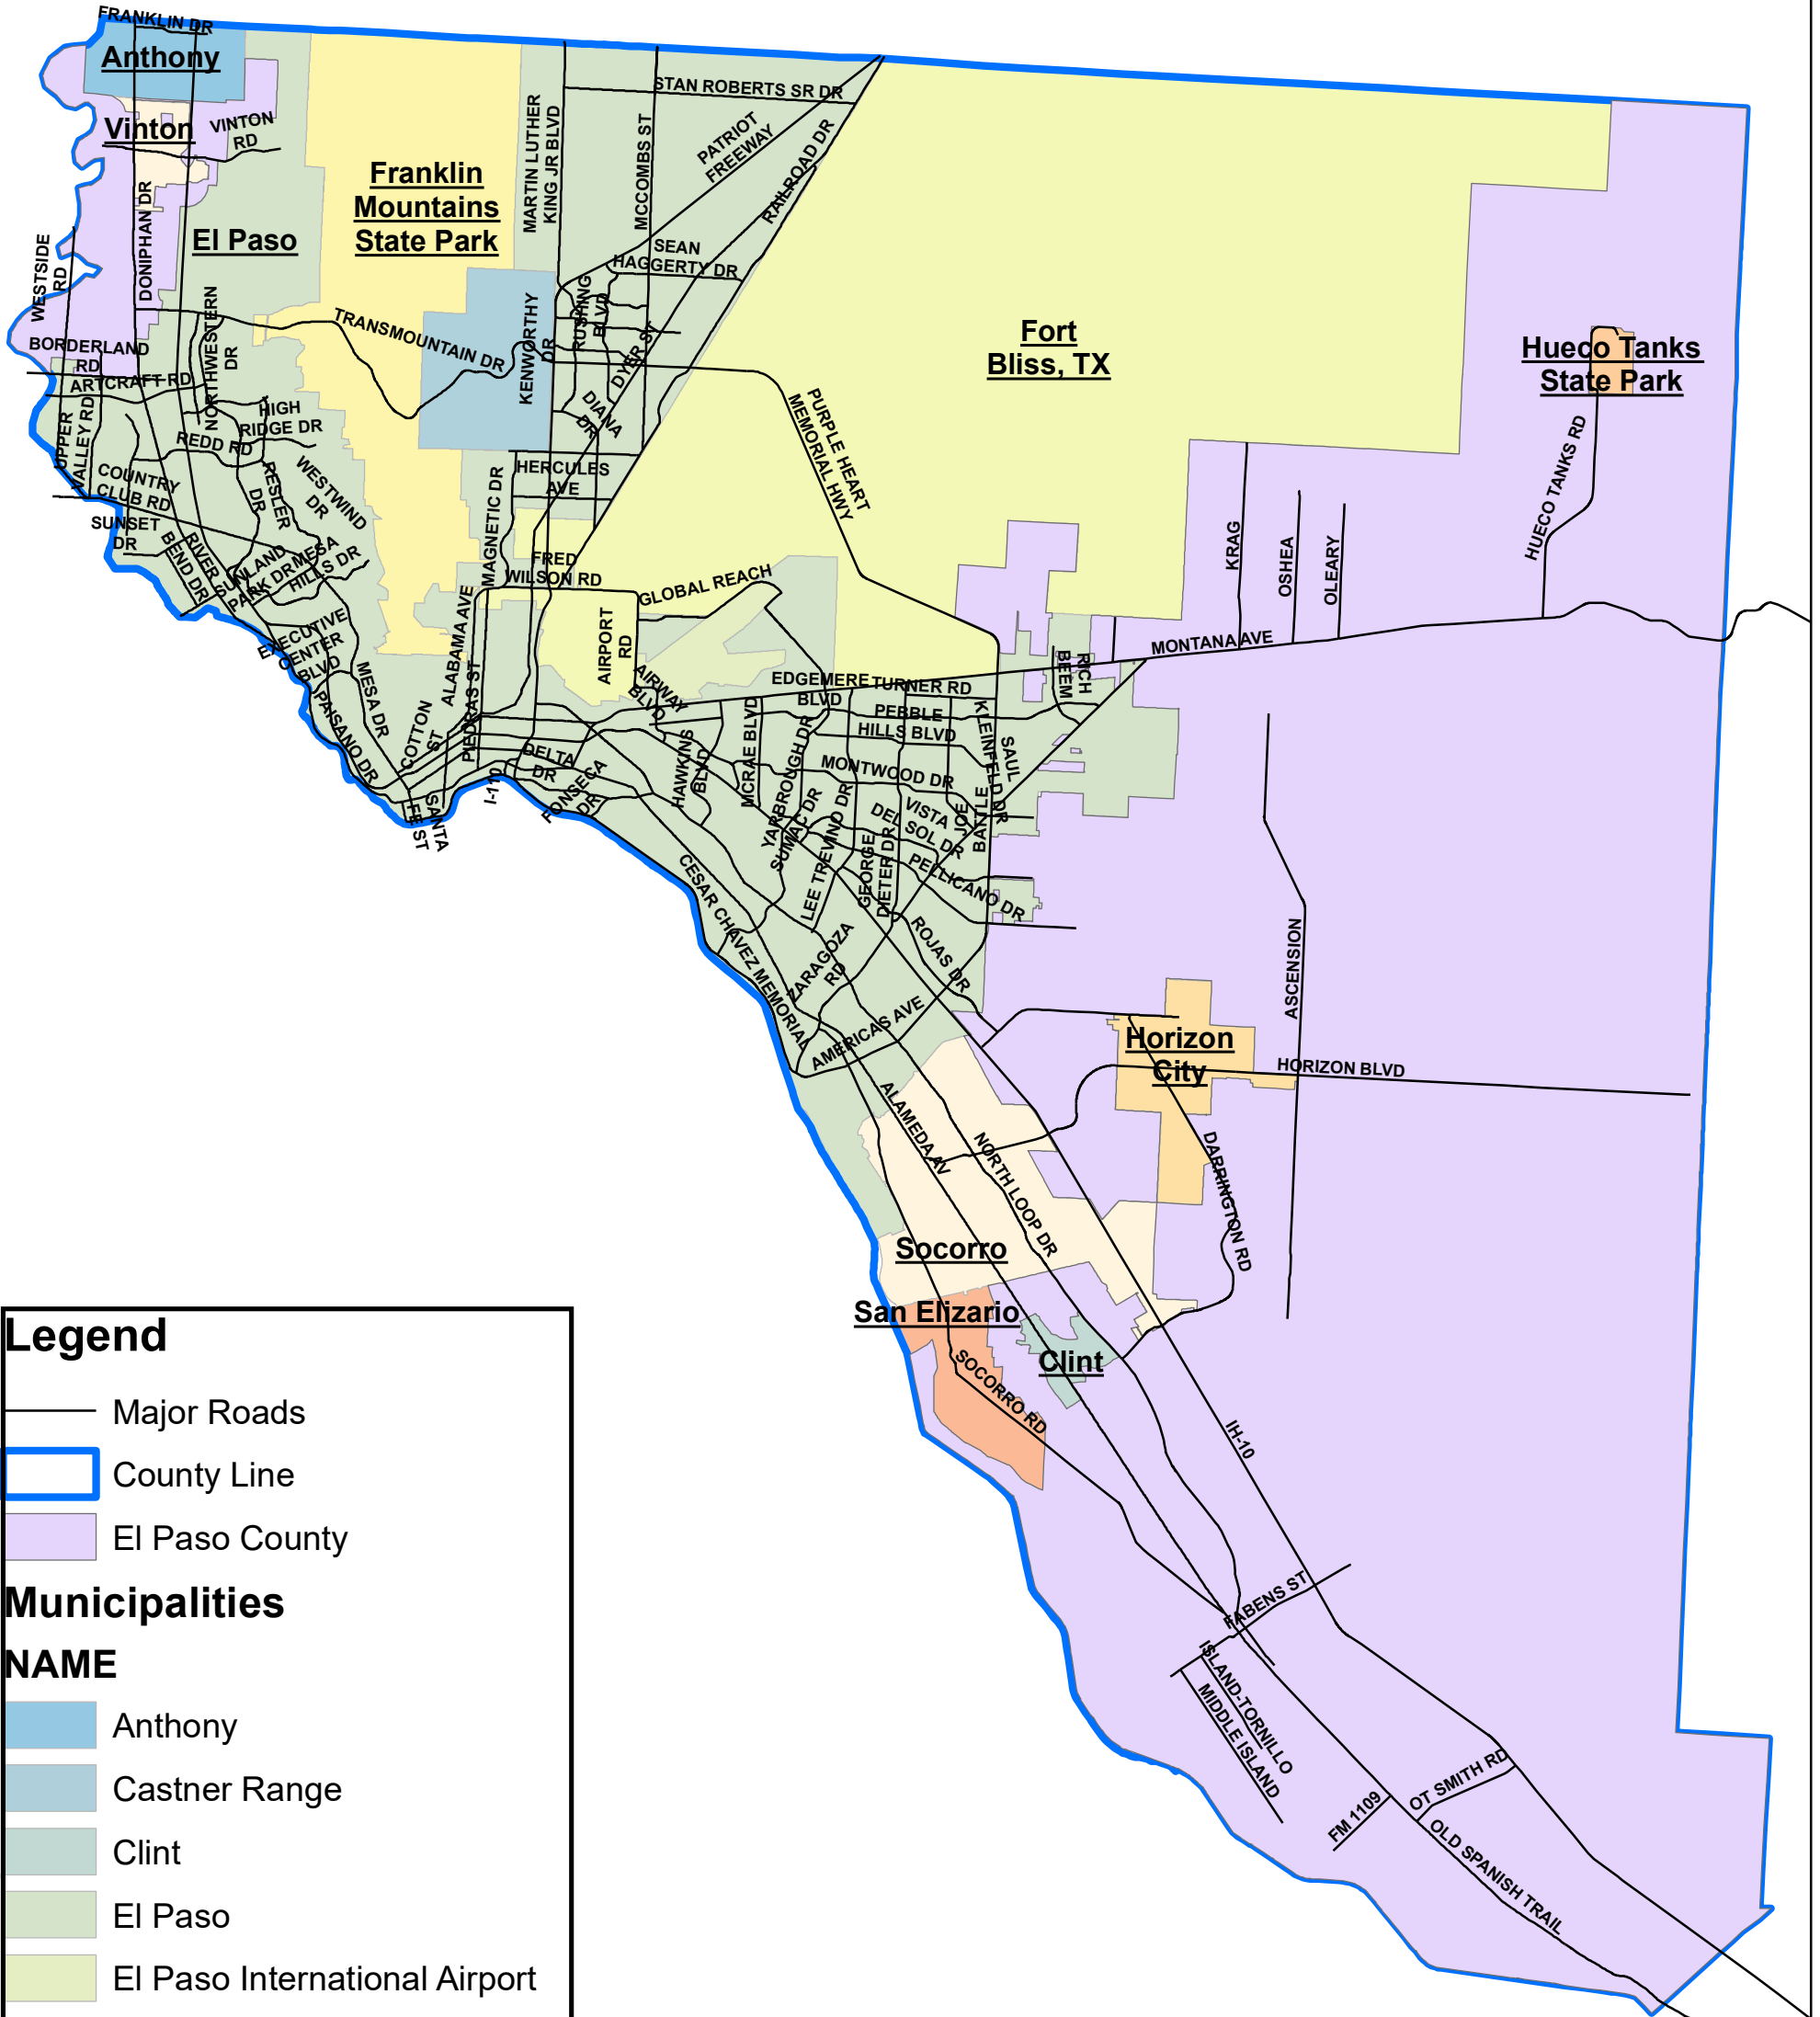 FRANKLIN DR
Anthony
Vinton
VINTON
RD
El Paso
Franklin
Mountains
State Park
MARTIN LUTHER
KING JR BLVD
MCCOMBS ST
STAN ROBERTS SR DR
PATRIOT
FREEWAY
RAILROAD DR
SEAN
HAGGERTY DR
WESTSIDE
RD
DONIPHAN DR
NORTHWESTERN
DR
TRANSMOUNTAIN DR
KENWORTHY
DR
RUSHING
BLVD
DYER ST
DIANA
DR
Fort
Bliss, TX
Hueco Tanks
State Park
HUECO TANKS RD
PURPLE HEART
MEMORIAL HWY
BORDERLAND
RD
ARTCRAFT RD
UPPER
VALLEY RD
HIGH
RIDGE DR
REDD RD
COUNTRY
CLUB RD
RESLER
DR
WESTWIND
DR
SUNSET
DR
RIVER
BEND DR
SUNLAND
PARK DR
MESA
HILLS DR
HERCULES
AVE
MAGNETIC DR
FRED
WILSON RD
GLOBAL REACH
KRAG
OSHEA
OLEARY
EXECUTIVE
CENTER
BLVD
ALABAMA AVE
PIEDRAS ST
AIRPORT
RD
AIRWAY
BLVD
MONTANA AVE
RICH
BEEM
EDGEMERE
BLVD
TURNER RD
PEBBLE
HILLS BLVD
PAISANO DR
MESA DR
COTTON
ST
SANTA
FE ST
I-110
DELTA
DR
FONSECA
DR
HAWKINS
BLVD
MCRAE BLVD
YARBROUGH DR
SUMAC DR
MONTWOOD DR
LEE TREVINO DR
GEORGE
DIETER DR
VISTA
DEL SOL DR
JOE
BATTLE
SAUL
KLEINFELD DR
PELLICANO DR
CESAR CHAVEZ MEMORIAL
ZARAGOZA
RD
ROJAS DR
AMERICAS AVE
ASCENSION
Horizon
City
HORIZON BLVD
ALAMEDA AV
NORTH LOOP DR
DARRINGTON RD
Socorro
San Elizario
Clint
SOCORRO RD
IH-10
FABENS ST
ISLAND-TORNILLO
MIDDLE ISLAND
OT SMITH RD
FM 1109
OLD SPANISH TRAIL
Legend
Major Roads
County Line
El Paso County
Municipalities
NAME
Anthony
Castner Range
Clint
El Paso
El Paso International Airport